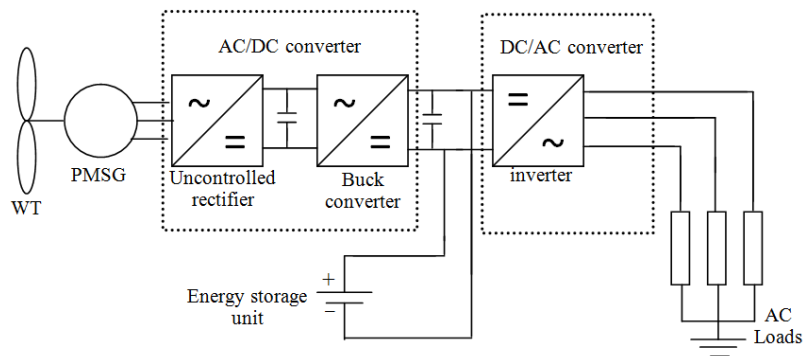 AC/DC converter
DC/AC converter
~
=
~
=
=
~
PMSG
WT
Uncontrolled
rectifier
Buck
converter
inverter
+
−
Energy storage
unit
AC
Loads